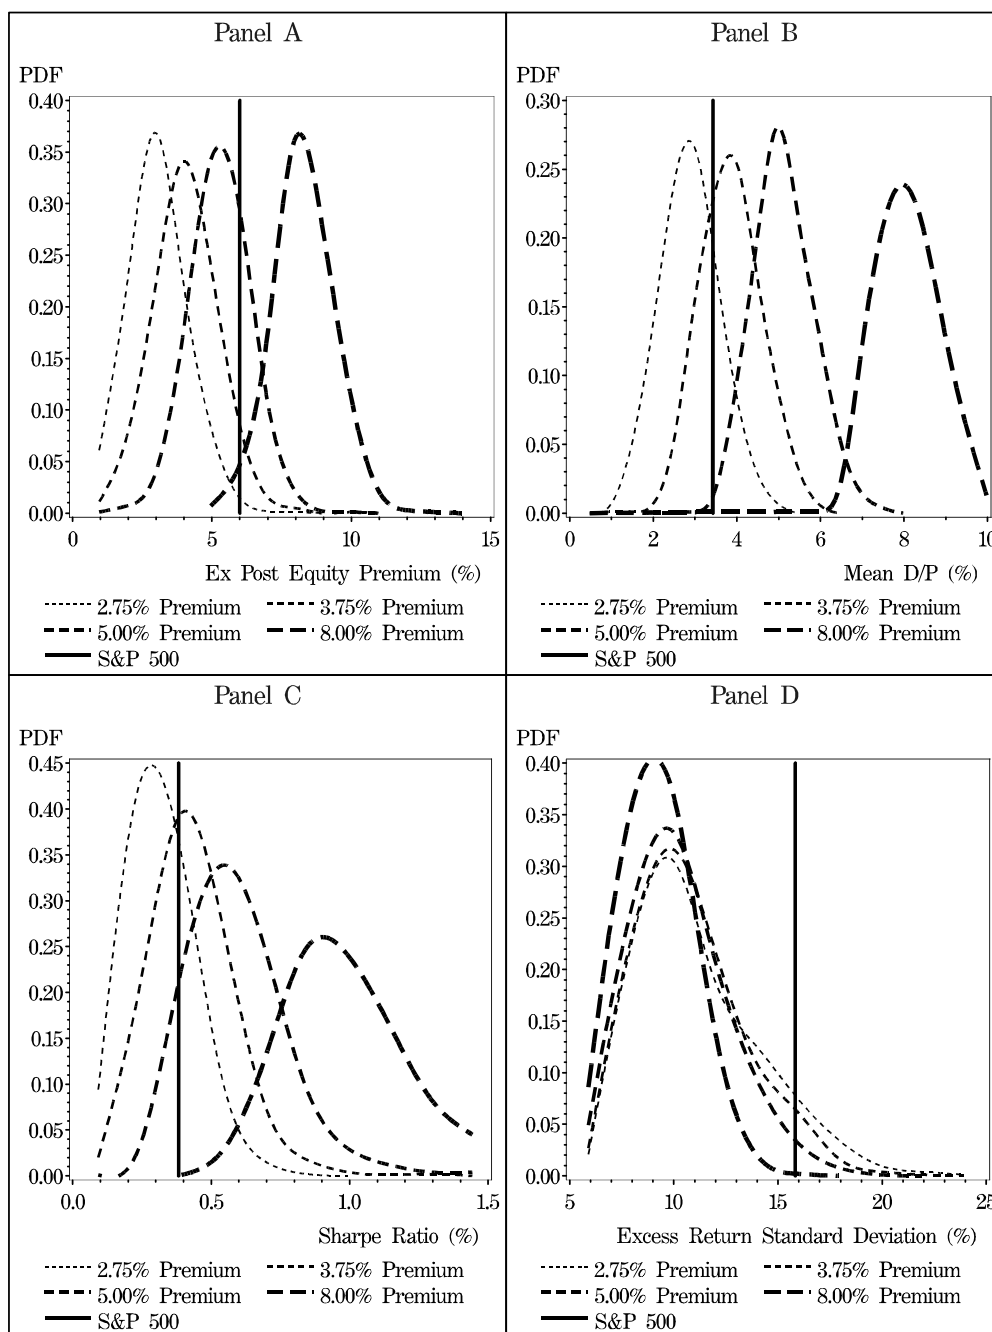 Panel A
PDF
0.40
0.35
0.30
0.25
0.20
0.15
0.10
0.05
0.00
0 5 10 15
Ex Post Equity Premium (%)
2.75% Premium 3.75% Premium
5.00% Premium 8.00% Premium
S&P 500
Panel B
PDF
0.30
0.25
0.20
0.15
0.10
0.05
0.00
0 2 4 6 8 10
Mean D/P (%)
2.75% Premium 3.75% Premium
5.00% Premium 8.00% Premium
S&P 500
Panel C
PDF
0.45
0.40
0.35
0.30
0.25
0.20
0.15
0.10
0.05
0.00
0.0 0.5 1.0 1.5
Sharpe Ratio (%)
2.75% Premium 3.75% Premium
5.00% Premium 8.00% Premium
S&P 500
Panel D
PDF
0.40
0.35
0.30
0.25
0.20
0.15
0.10
0.05
0.00
5 10 15 20 25
Excess Return Standard Deviation (%)
2.75% Premium 3.75% Premium
5.00% Premium 8.00% Premium
S&P 500